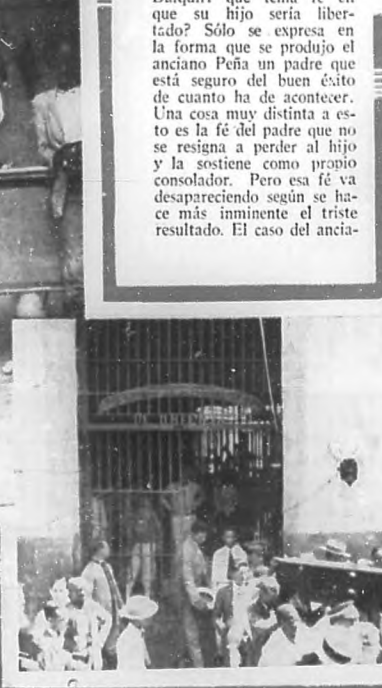 que su hijo sería liber-
tado? Sólo se expresa en
la forma que se produjo el
anciano Peña un padre que
está seguro del buen éxito
de cuanto ha de acontecer.
Una cosa muy distinta a es-
to es la fé del padre que no
se resigna a perder al hijo
y la sostiene como propio
consolador. Pero esa fé va
desapareciendo según se ha-
ce más inminente el triste
resultado. El caso del ancia-